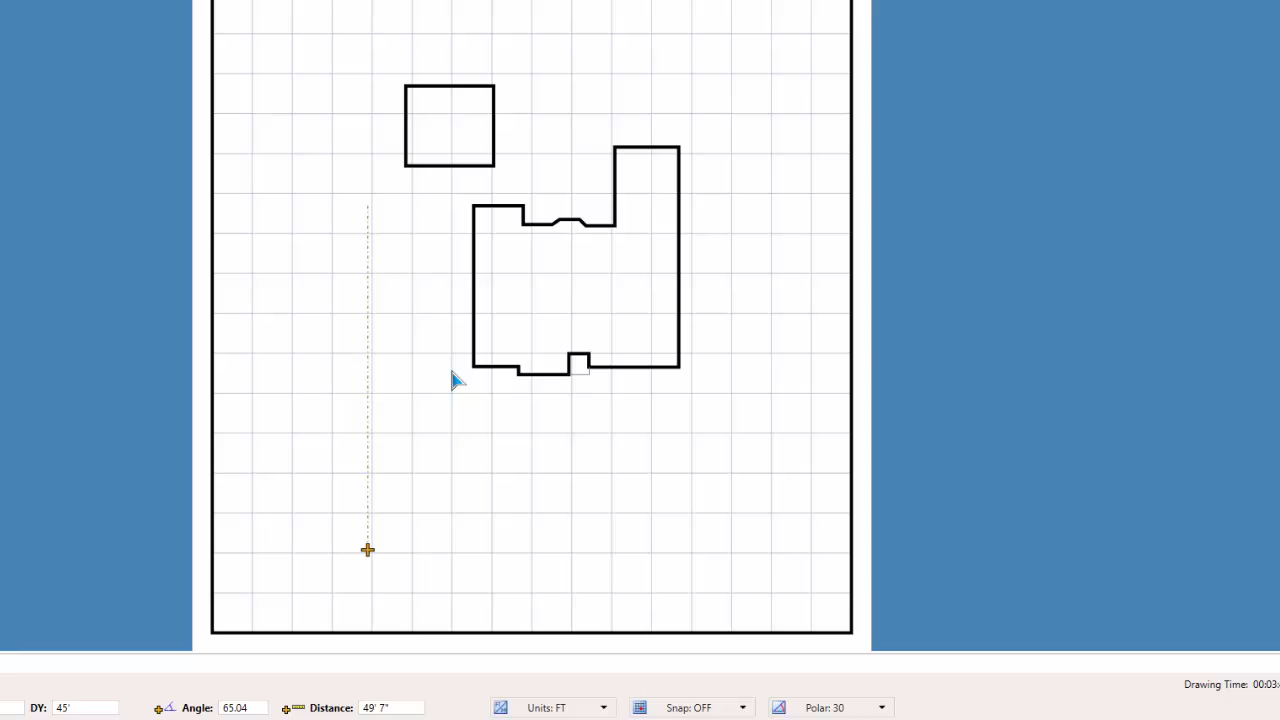 Drawing Time: 00:03:
DY: 45' Angle: 65.04 Distance: 49' 7" Units: FT Snap: OFF Polar: 30